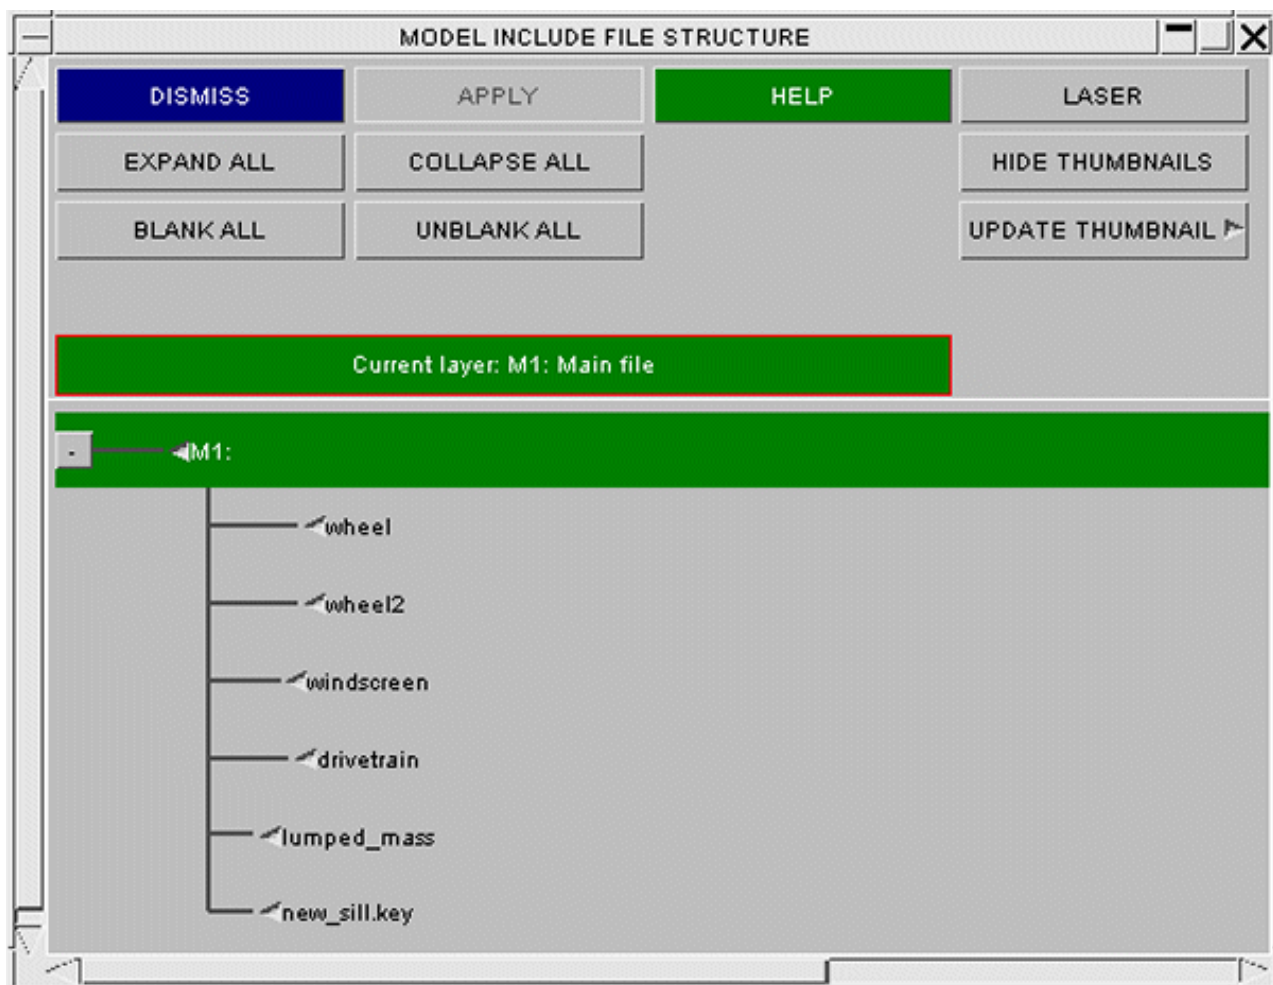 MODEL INCLUDE FILE STRUCTURE
DISMISS APPLY HELP LASER
EXPAND ALL COLLAPSE ALL HIDE THUMBNAILS
BLANK ALL UNBLANK ALL UPDATE THUMBNAIL
Current layer: M1: Main file
- M1:
wheel
wheel2
windscreen
drivetrain
lumped_mass
new_sill.key